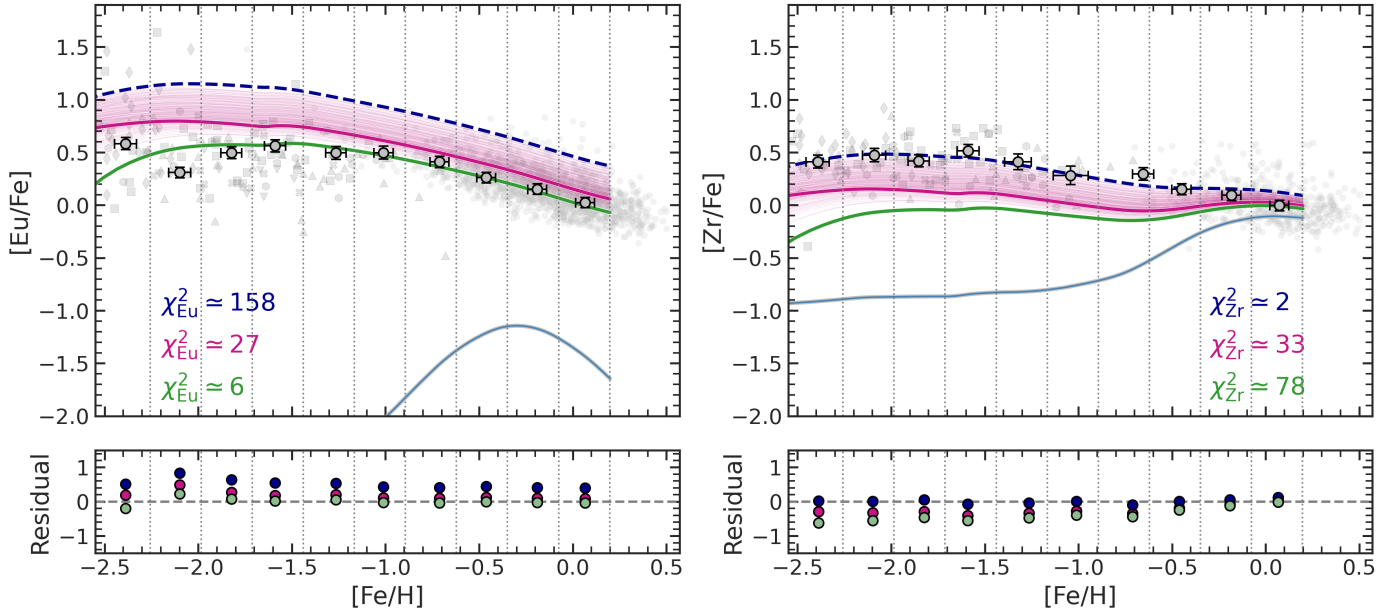 1.5
1.0
0.5
0.0
−0.5
−1.0
−1.5
−2.0
[Eu/Fe]
χ²Eu ≃ 158
χ²Eu ≃ 27
χ²Eu ≃ 6
1
0
−1
Residual
−2.5 −2.0 −1.5 −1.0 −0.5 0.0 0.5
[Fe/H]
1.5
1.0
0.5
0.0
−0.5
−1.0
−1.5
−2.0
[Zr/Fe]
χ²Zr ≃ 2
χ²Zr ≃ 33
χ²Zr ≃ 78
1
0
−1
Residual
−2.5 −2.0 −1.5 −1.0 −0.5 0.0 0.5
[Fe/H]